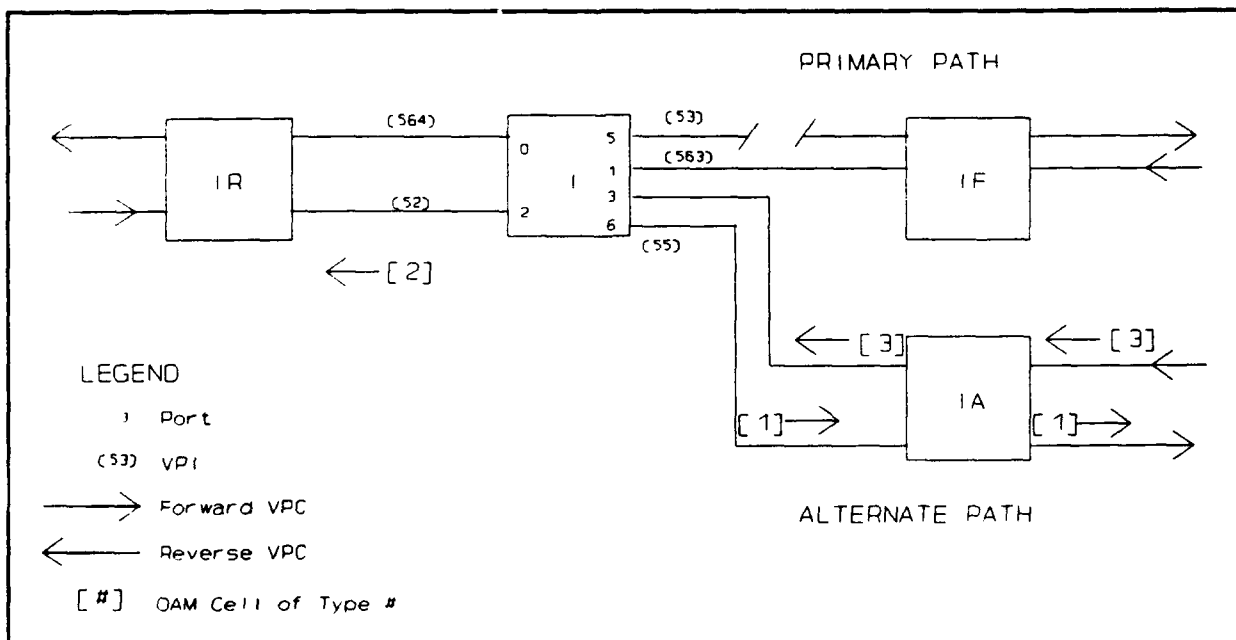 PRIMARY PATH
(564) (53)
0 5
IR I (563) 1 IF
3
(52) 2 6
(55)
[2]
[3] [3]
LEGEND
Port IA
[1] [1]
(53) VPI
Forward VPC ALTERNATE PATH
Reverse VPC
[#] OAM Cell of Type #